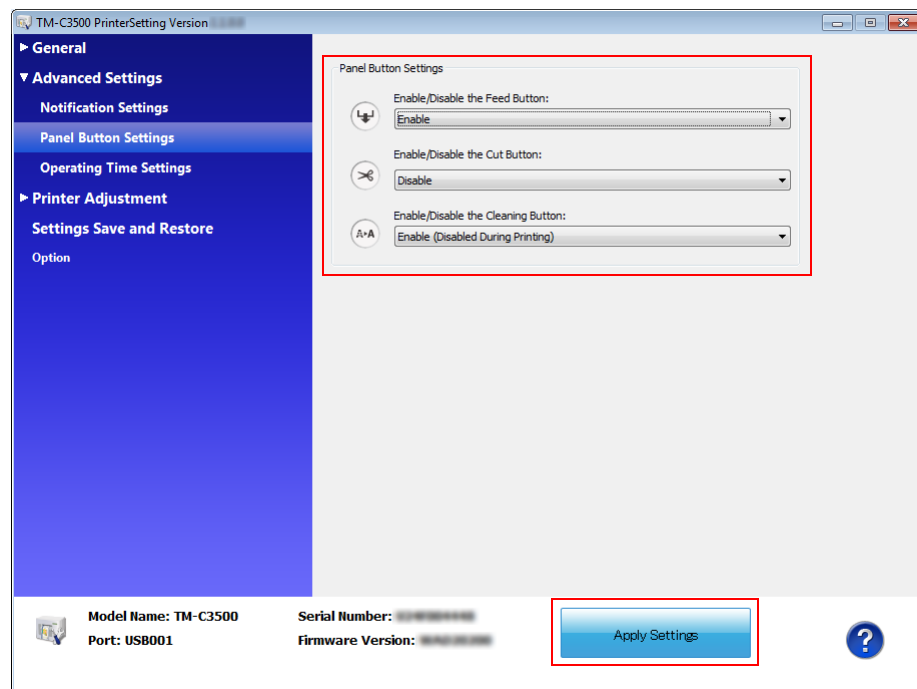 TM-C3500 PrinterSetting Version
General
Advanced Settings
Notification Settings
Panel Button Settings
Operating Time Settings
Printer Adjustment
Settings Save and Restore
Option
Panel Button Settings
Enable/Disable the Feed Button:
Enable
Enable/Disable the Cut Button:
Disable
Enable/Disable the Cleaning Button:
A▸A
Enable (Disabled During Printing)
Model Name: TM-C3500
Serial Number:
Port: USB001
Firmware Version:
Apply Settings
?